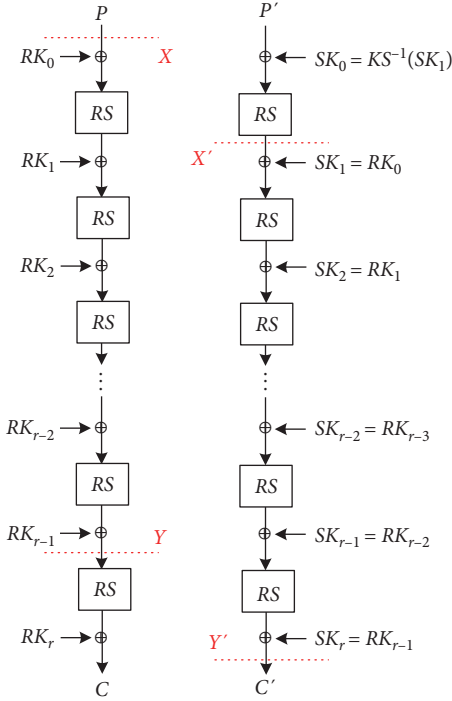 P
RK₀
X
RS
RK₁
RS
RK₂
RS
⋮
RKᵣ₋₂
RS
RKᵣ₋₁
Y
RS
RKᵣ
C
P′
SK₀ = KS⁻¹(SK₁)
RS
X′
SK₁ = RK₀
RS
SK₂ = RK₁
RS
⋮
SKᵣ₋₂ = RKᵣ₋₃
RS
SKᵣ₋₁ = RKᵣ₋₂
RS
Y′
SKᵣ = RKᵣ₋₁
C′